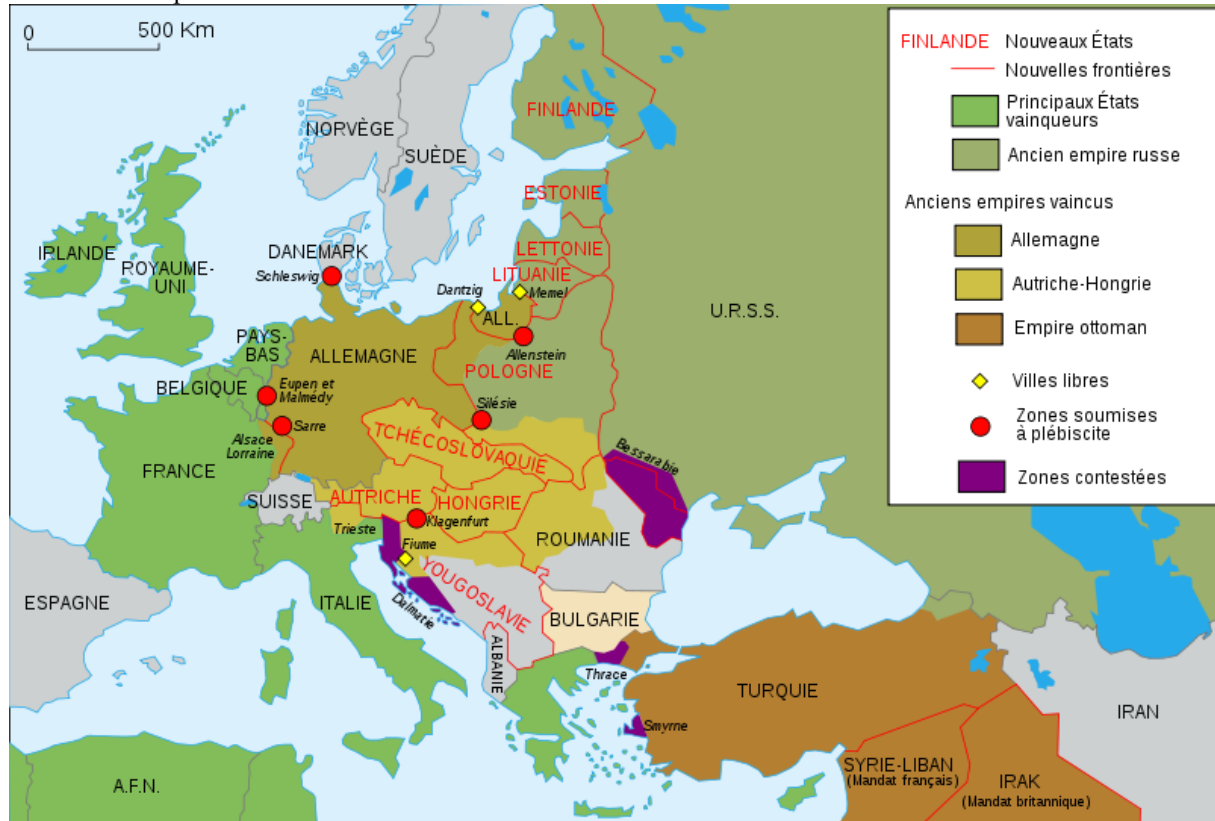 0 500 Km
NORVÈGE
SUÈDE
FINLANDE
ESTONIE
LETTONIE
LITUANIE
Memel
IRLANDE
ROYAUME-
UNI
DANEMARK
Schleswig
Dantzig
ALL.
Allenstein
U.R.S.S.
PAYS-
BAS
ALLEMAGNE
POLOGNE
BELGIQUE
Eupen et
Malmédy
Silésie
Sarre
Alsace
Lorraine
TCHÉCOSLOVAQUIE
Bessarabie
FRANCE
SUISSE
AUTRICHE
HONGRIE
Klagenfurt
Trieste
Fiume
ROUMANIE
YOUGOSLAVIE
ESPAGNE
ITALIE
Dalmatie
BULGARIE
ALBANIE
Thrace
TURQUIE
Smyrne
IRAN
SYRIE-LIBAN
(Mandat français)
IRAK
(Mandat britannique)
A.F.N.
FINLANDE Nouveaux États
Nouvelles frontières
Principaux États
vainqueurs
Ancien empire russe
Anciens empires vaincus
Allemagne
Autriche-Hongrie
Empire ottoman
Villes libres
Zones soumises
à plébiscite
Zones contestées